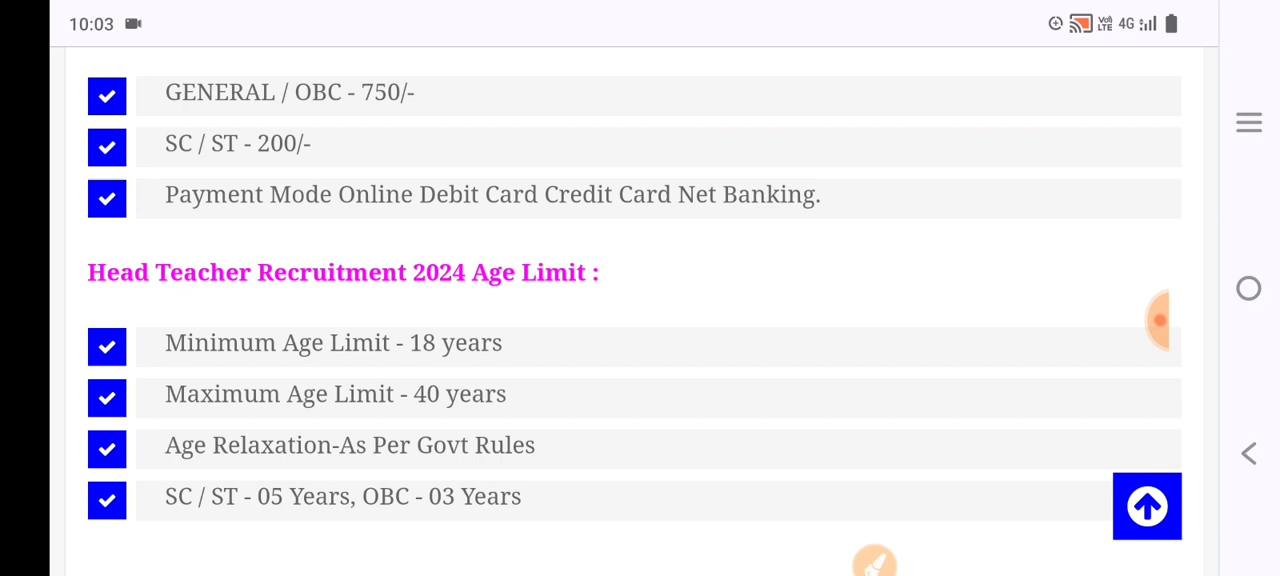 10:03 Vo) LTE 4G
GENERAL / OBC - 750/-
SC / ST - 200/-
Payment Mode Online Debit Card Credit Card Net Banking.
Head Teacher Recruitment 2024 Age Limit :
Minimum Age Limit - 18 years
Maximum Age Limit - 40 years
Age Relaxation-As Per Govt Rules
SC / ST - 05 Years, OBC - 03 Years